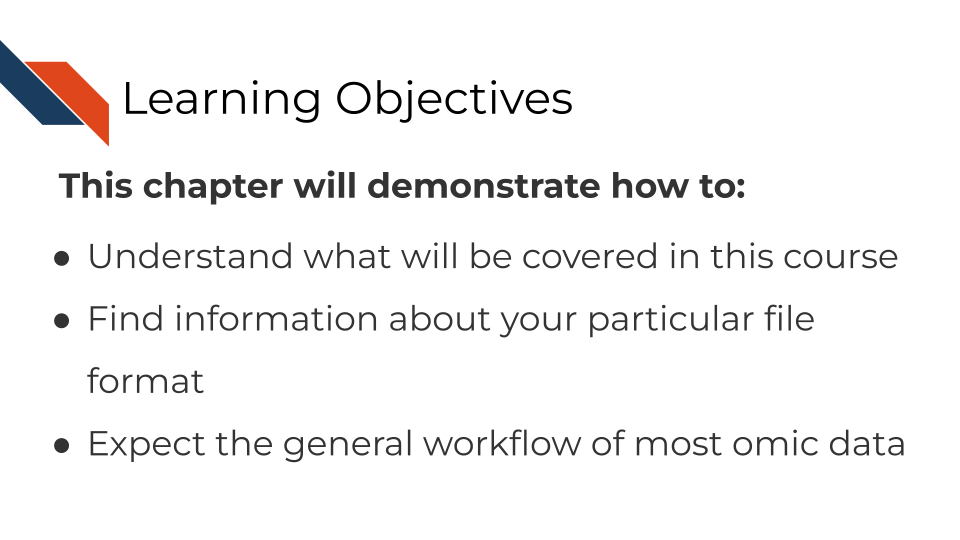 Learning Objectives
This chapter will demonstrate how to:
● Understand what will be covered in this course
● Find information about your particular file
format
● Expect the general workflow of most omic data